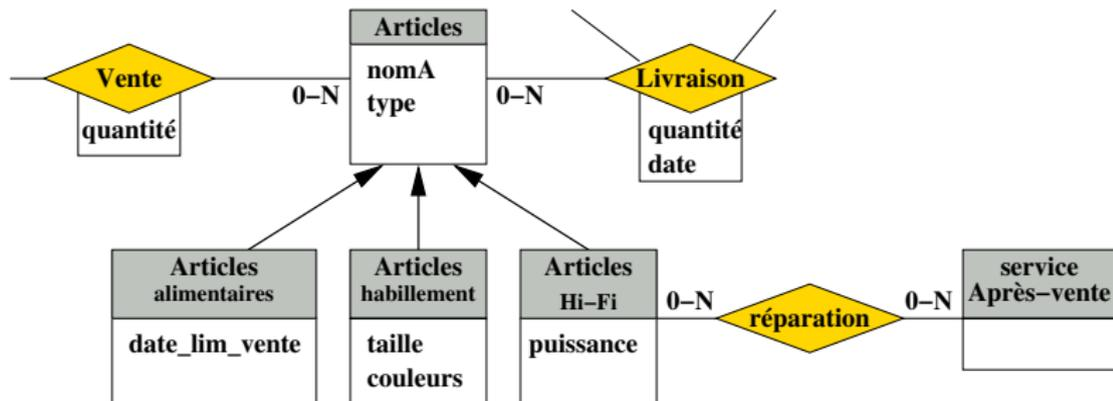 Articles
Vente
nomA
type
0–N
0–N
Livraison
quantité
quantité
date
Articles
alimentaires
date_lim_vente
Articles
habillement
taille
couleurs
Articles
Hi–Fi
puissance
0–N
réparation
0–N
service
Après–vente